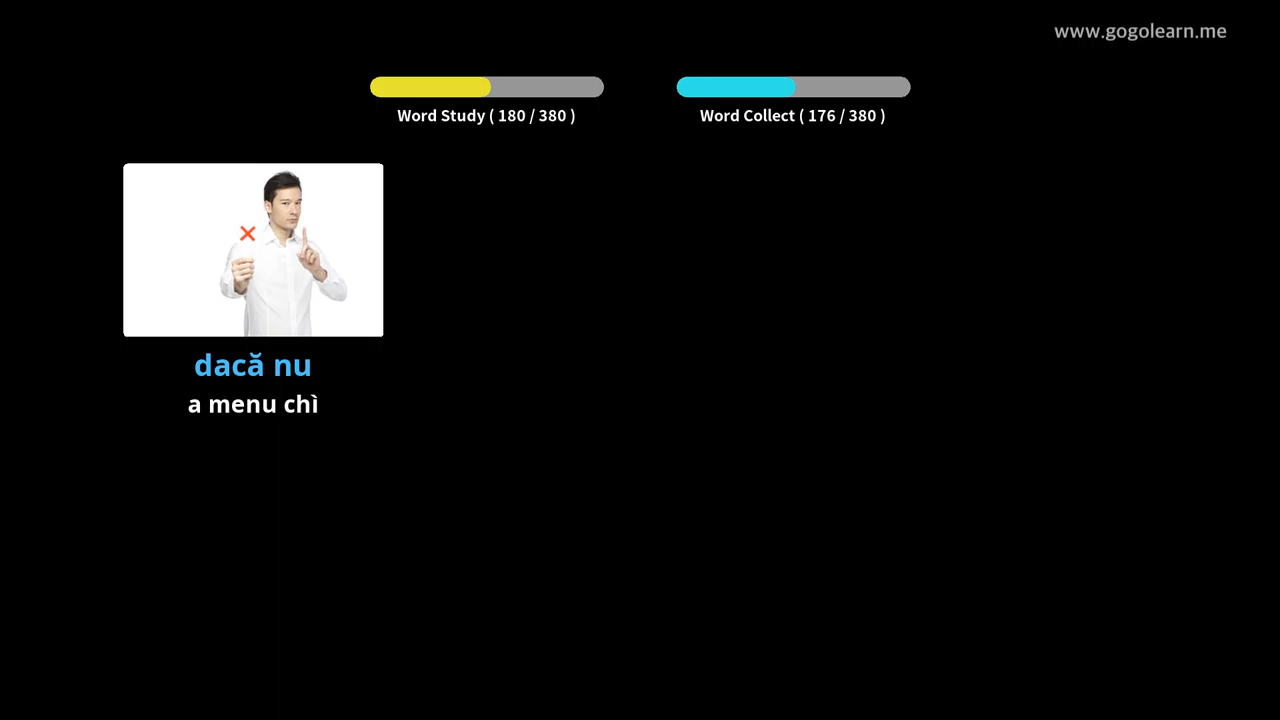 www.gogolearn.me
Word Study ( 180 / 380 )
Word Collect ( 176 / 380 )
dacă nu
a menu chì